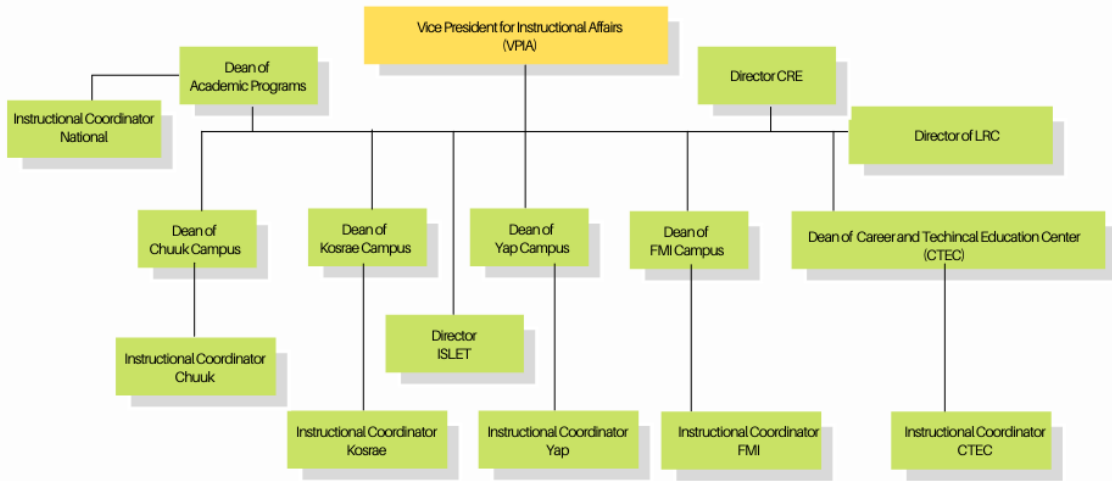 Vice President for Instructional Affairs
(VPIA)
Dean of
Academic Programs
Director CRE
Instructional Coordinator
National
Director of LRC
Dean of
Chuuk Campus
Dean of
Kosrae Campus
Dean of
Yap Campus
Dean of
FMI Campus
Dean of Career and Techincal Education Center
(CTEC)
Director
ISLET
Instructional Coordinator
Chuuk
Instructional Coordinator
Kosrae
Instructional Coordinator
Yap
Instructional Coordinator
FMI
Instructional Coordinator
CTEC